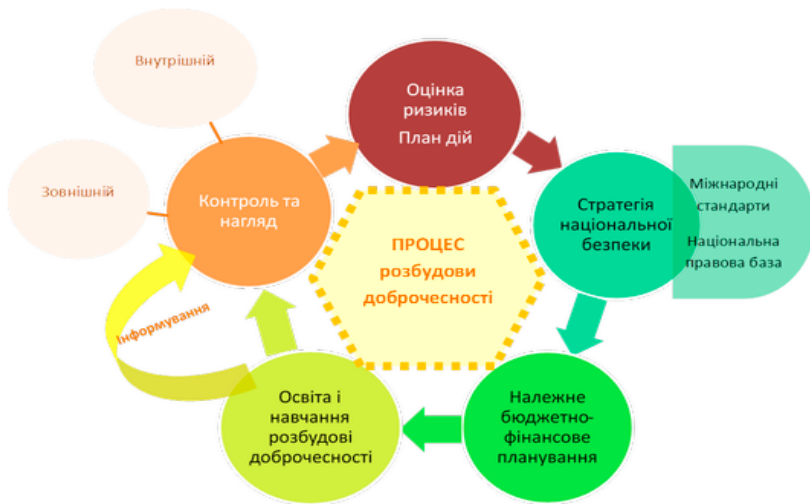 Внутрішній
Зовнішній
Контроль та
нагляд
Оцінка
ризиків
План дій
Стратегія
національної
безпеки
Міжнародні
стандарти
Національна
правова база
ПРОЦЕС
розбудови
доброчесності
Інформування
Освіта і
навчання
розбудові
доброчесності
Належне
бюджетно-
фінансове
планування